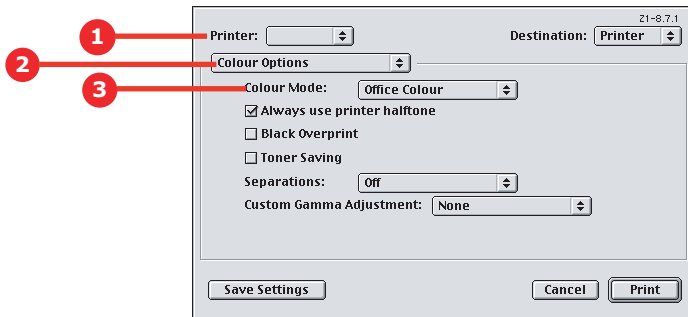 Z1-8.7.1
1 Printer: Destination: Printer
2 Colour Options
3 Colour Mode: Office Colour
Always use printer halftone
Black Overprint
Toner Saving
Separations: Off
Custom Gamma Adjustment: None
Save Settings Cancel Print